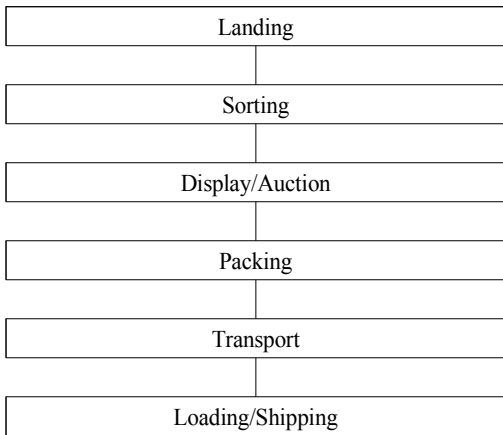 Landing
Sorting
Display/Auction
Packing
Transport
Loading/Shipping